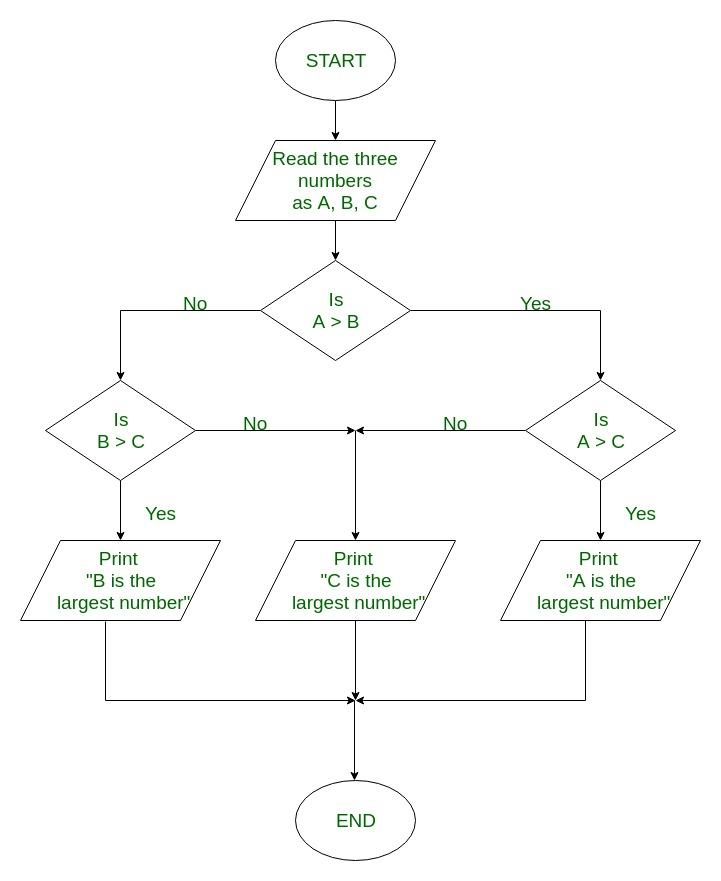 START
Read the three
numbers
as A, B, C
Is
A > B
No
Yes
Is
B > C
No
No
Is
A > C
Yes
Yes
Print
"B is the
largest number"
Print
"C is the
largest number"
Print
"A is the
largest number"
END